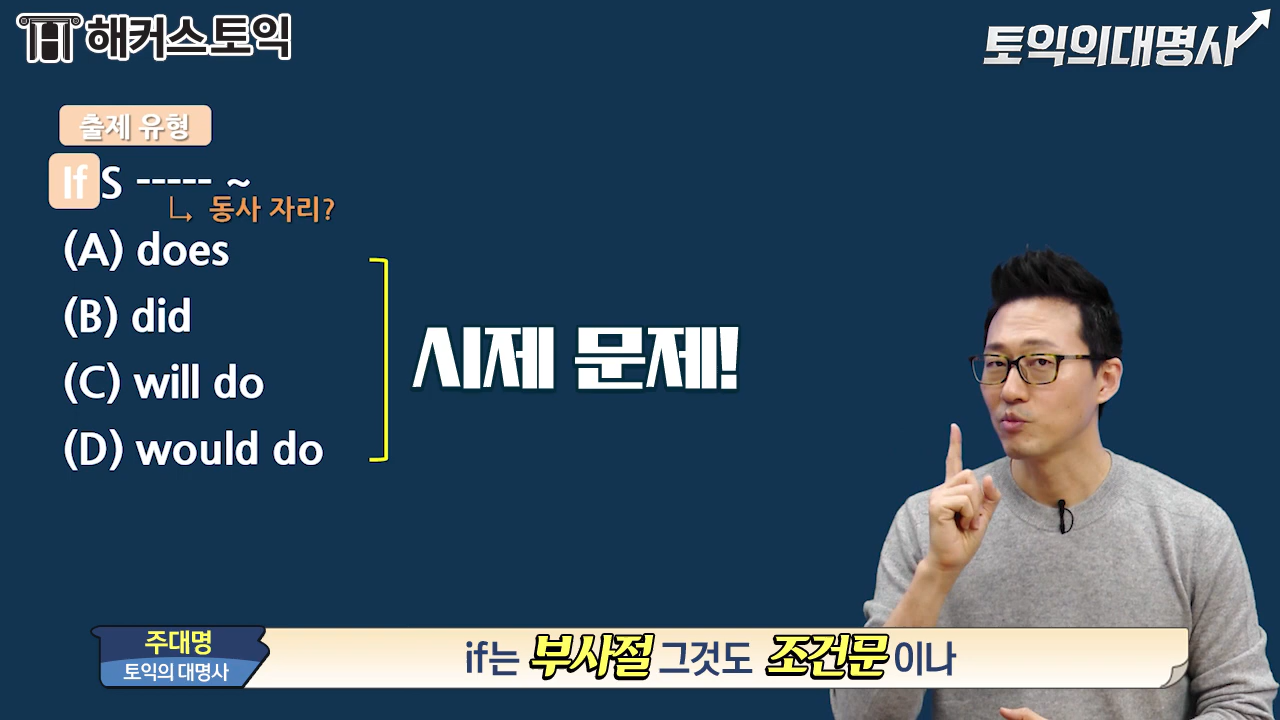 해커스토익
토익의대명사
출제 유형
If S ----- ~
↳ 동사 자리?
(A) does
(B) did
(C) will do
(D) would do
시제 문제!
주대명
토익의 대명사
if는 부사절 그것도 조건문이나